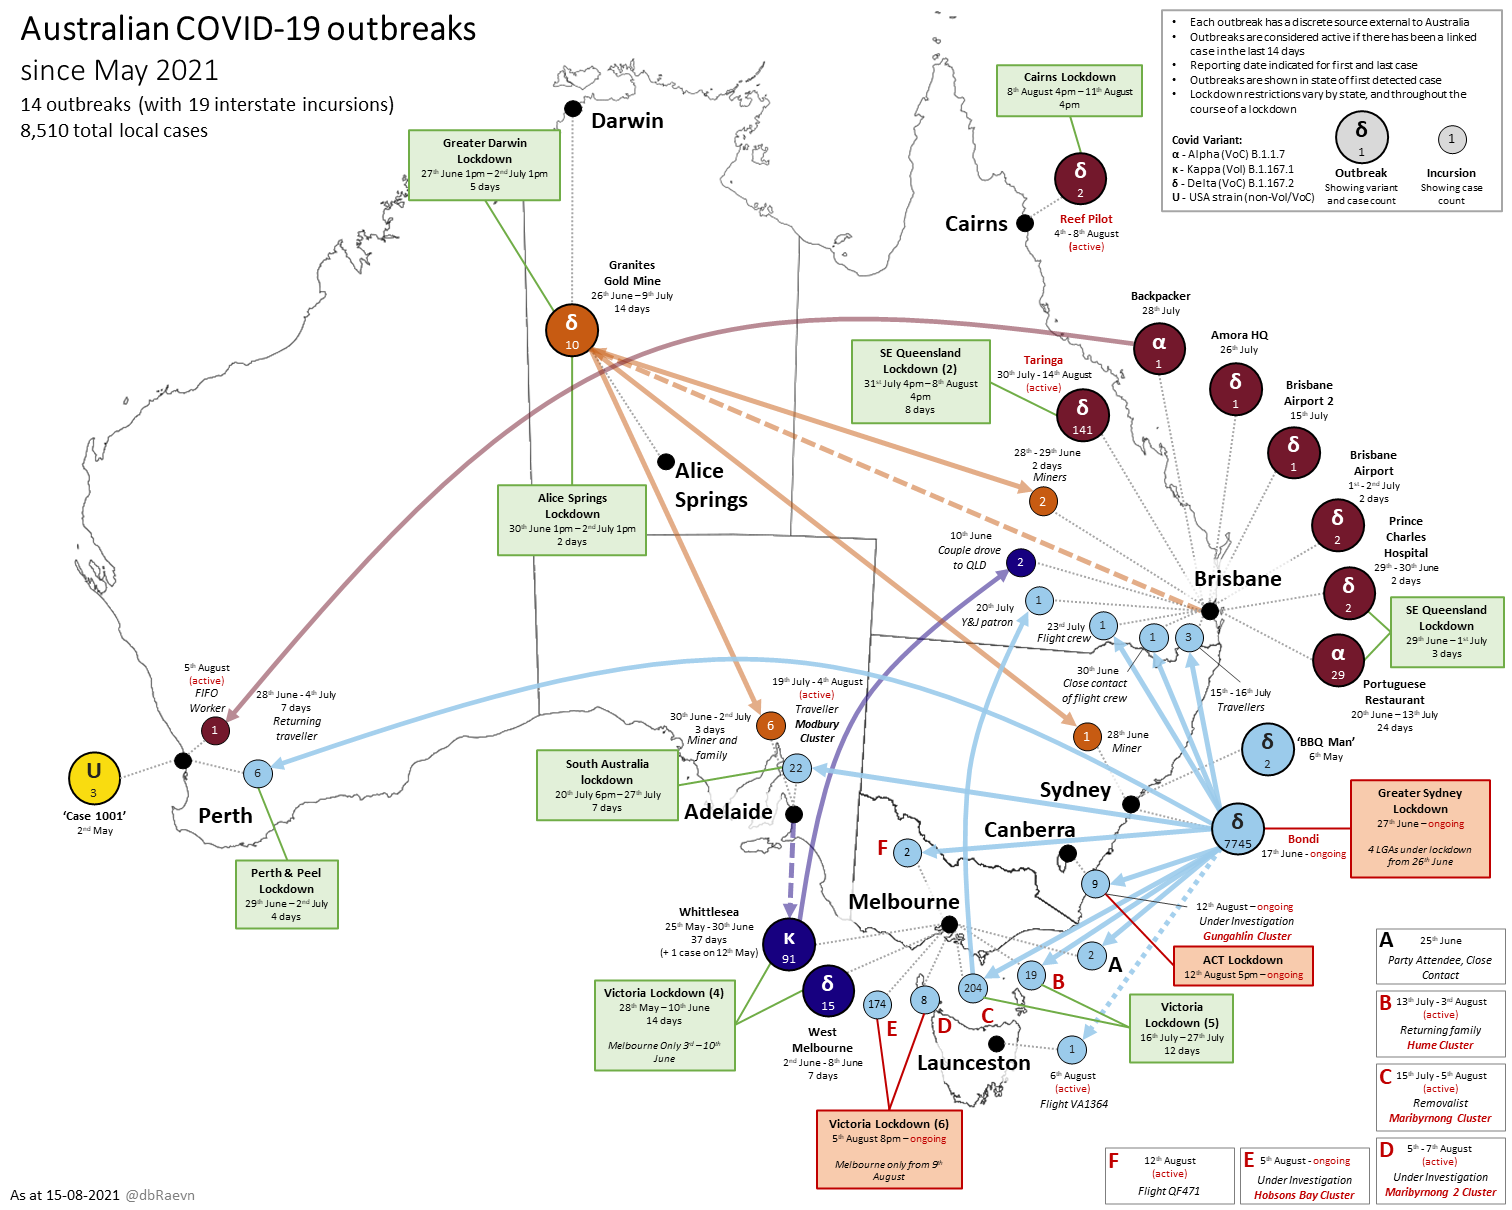 Australian COVID-19 outbreaks
since May 2021
14 outbreaks (with 19 interstate incursions)
8,510 total local cases
• Each outbreak has a discrete source external to Australia
• Outbreaks are considered active if there has been a linked
case in the last 14 days
• Reporting date indicated for first and last case
• Outbreaks are shown in state of first detected case
• Lockdown restrictions vary by state, and throughout the
course of a lockdown
Covid Variant:
α - Alpha (VoC) B.1.1.7
κ - Kappa (VoI) B.1.167.1
δ - Delta (VoC) B.1.167.2
U - USA strain (non-VoI/VoC)
δ
1
Outbreak
Showing variant
and case count
1
Incursion
Showing case
count
Cairns Lockdown
8th August 4pm – 11th August
4pm
δ
2
Reef Pilot
4th - 8th August
(active)
Cairns
Darwin
Greater Darwin
Lockdown
27th June 1pm – 2nd July 1pm
5 days
Granites
Gold Mine
26th June – 9th July
14 days
δ
10
Alice
Springs
Alice Springs
Lockdown
30th June 1pm – 2nd July 1pm
2 days
Backpacker
28th July
α
1
Amora HQ
26th July
δ
1
Brisbane
Airport 2
15th July
δ
1
Brisbane
Airport
1st - 2nd July
2 days
δ
2
Prince
Charles
Hospital
29th - 30th June
2 days
δ
2
SE Queensland
Lockdown
29th June – 1st July
3 days
α
29
Portuguese
Restaurant
20th June – 13th July
24 days
SE Queensland
Lockdown (2)
31st July 4pm – 8th August
4pm
8 days
Taringa
30th July - 14th August
(active)
δ
141
28th - 29th June
2 days
Miners
2
10th June
Couple drove
to QLD
2
Brisbane
20th July
Y&J patron
1
23rd July
Flight crew
1
1
3
30th June
Close contact
of flight crew
15th - 16th July
Travellers
5th August
(active)
FIFO
Worker
1
28th June - 4th July
7 days
Returning
traveller
6
U
3
'Case 1001'
2nd May
Perth
Perth & Peel
Lockdown
29th June – 2nd July
4 days
30th June - 2nd July
3 days
Miner and
family
6
19th July - 4th August
(active)
Traveller
Modbury
Cluster
22
South Australia
lockdown
20th July 6pm – 27th July
7 days
Adelaide
1
28th June
Miner
δ
2
'BBQ Man'
6th May
Sydney
δ
7745
Bondi
17th June - ongoing
Greater Sydney
Lockdown
27th June – ongoing
4 LGAs under lockdown
from 26th June
Canberra
9
12th August – ongoing
Under Investigation
Gungahlin Cluster
ACT Lockdown
12th August 5pm – ongoing
F
2
Melbourne
Whittlesea
25th May - 30th June
37 days
(+ 1 case on 12th May)
κ
91
δ
15
West
Melbourne
2nd June - 8th June
7 days
Victoria Lockdown (4)
28th May – 10th June
14 days
Melbourne Only 3rd – 10th
June
174
E
8
D
204
C
19
B
2
A
Victoria
Lockdown (5)
16th July – 27th July
12 days
Launceston
1
6th August
(active)
Flight VA1364
Victoria Lockdown (6)
5th August 8pm – ongoing
Melbourne only from 9th
August
A
25th June
Party Attendee, Close
Contact
B
13th July - 3rd August
(active)
Returning family
Hume Cluster
C
15th July - 5th August
(active)
Removalist
Maribyrnong Cluster
D
5th - 7th August
(active)
Under Investigation
Maribyrnong 2 Cluster
E
5th August - ongoing
Under Investigation
Hobsons Bay Cluster
F
12th August
(active)
Flight QF471
As at 15-08-2021 @dbRaevn